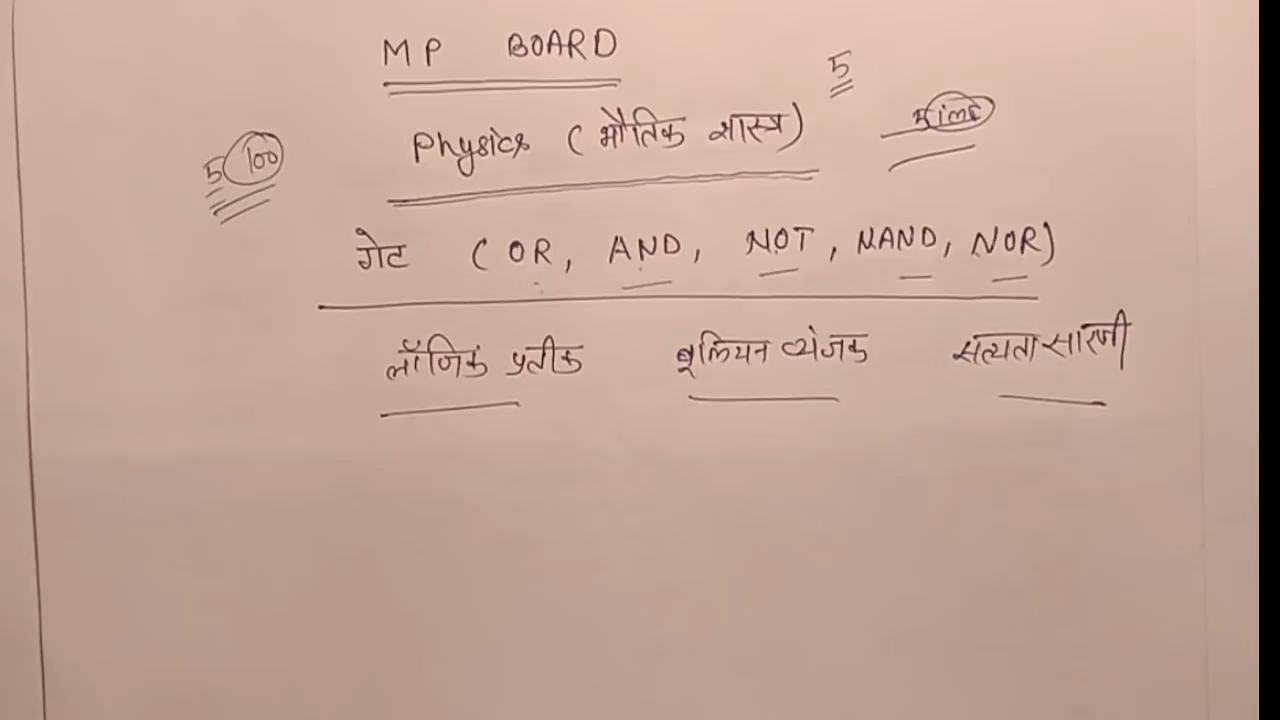 MP BOARD
5
Physics (भौतिक शास्त्र)
5 100
गेट (OR, AND, NOT, NAND, NOR)
लॉजिक प्रतीक बूलियन व्यंजक सत्यता सारणी